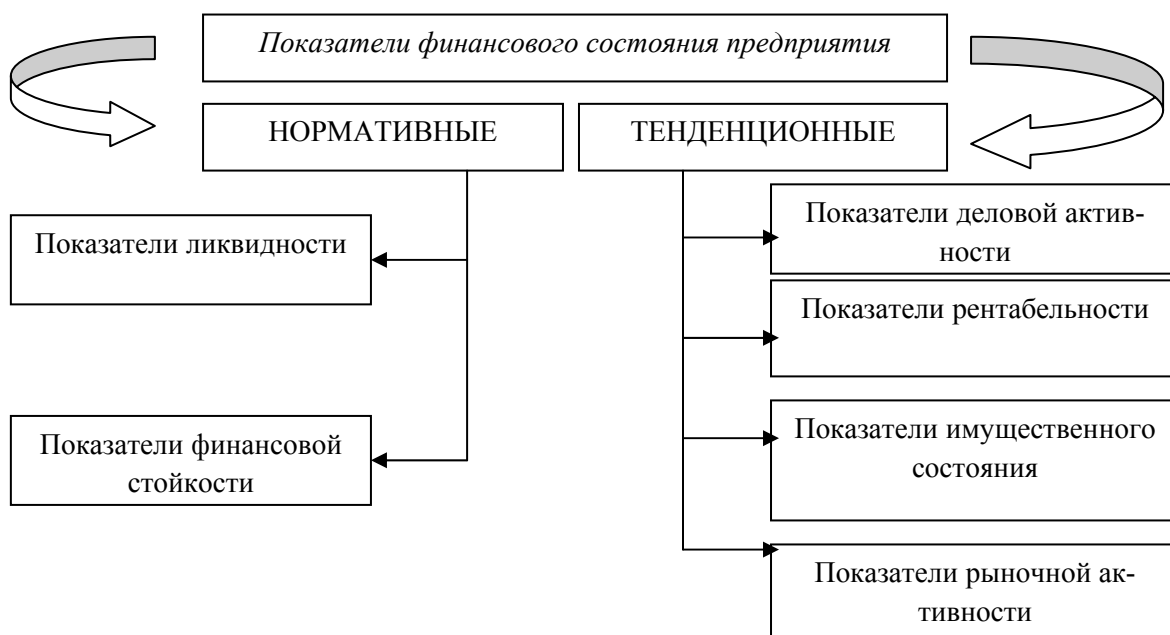 Показатели финансового состояния предприятия
НОРМАТИВНЫЕ
ТЕНДЕНЦИОННЫЕ
Показатели ликвидности
Показатели финансовой
стойкости
Показатели деловой актив-
ности
Показатели рентабельности
Показатели имущественного
состояния
Показатели рыночной ак-
тивности